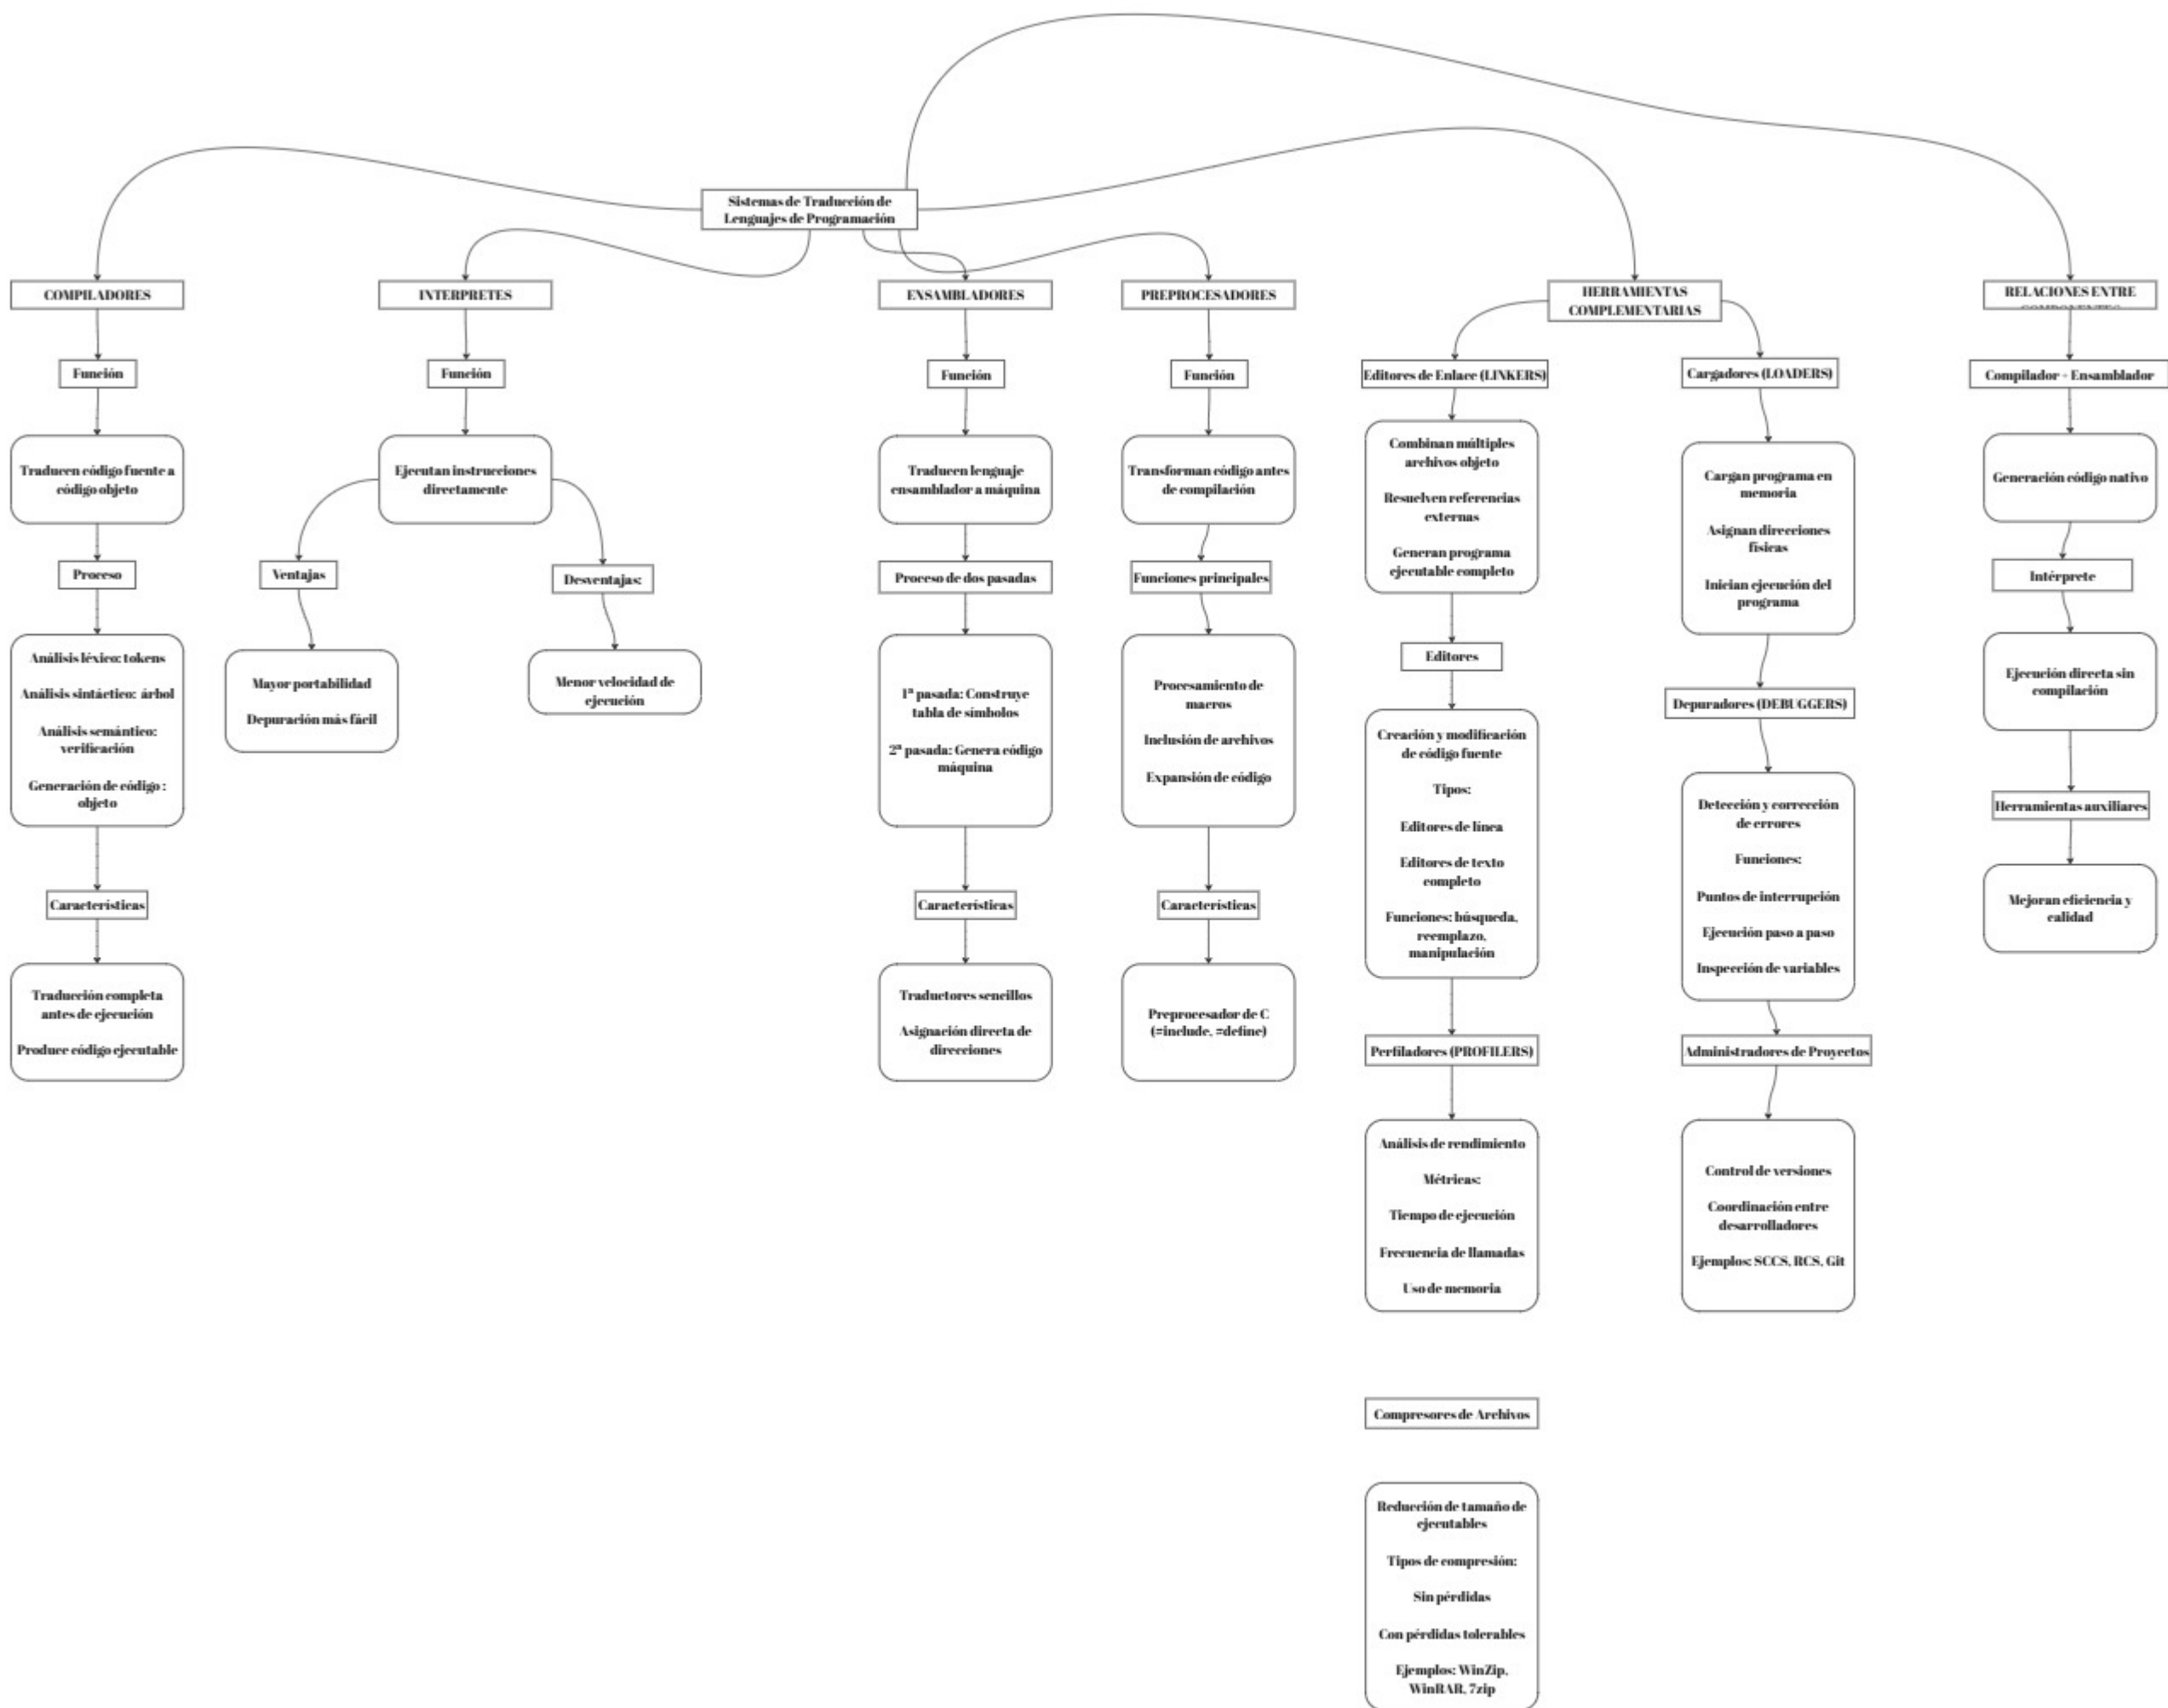 Sistemas de Traducción de
Lenguajes de Programación
COMPILADORES
Función
Traducen código fuente a
código objeto
Proceso
Análisis léxico: tokens
Análisis sintáctico: árbol
Análisis semántico:
verificación
Generación de código :
objeto
Características
Traducción completa
antes de ejecución
Produce código ejecutable
INTERPRETES
Función
Ejecutan instrucciones
directamente
Ventajas
Mayor portabilidad
Depuración más fácil
Desventajas:
Menor velocidad de
ejecución
ENSAMBLADORES
Función
Traducen lenguaje
ensamblador a máquina
Proceso de dos pasadas
1ª pasada: Construye
tabla de símbolos
2ª pasada: Genera código
máquina
Características
Traductores sencillos
Asignación directa de
direcciones
PREPROCESADORES
Función
Transforman código antes
de compilación
Funciones principales
Procesamiento de
macros
Inclusión de archivos
Expansión de código
Características
Preprocesador de C
(=include, =define)
HERRAMIENTAS
COMPLEMENTARIAS
Editores de Enlace (LINKERS)
Combinan múltiples
archivos objeto
Resuelven referencias
externas
Generan programa
ejecutable completo
Editores
Creación y modificación
de código fuente
Tipos:
Editores de línea
Editores de texto
completo
Funciones: búsqueda,
reemplazo,
manipulación
Perfiladores (PROFILERS)
Análisis de rendimiento
Métricas:
Tiempo de ejecución
Frecuencia de llamadas
Uso de memoria
Compresores de Archivos
Reducción de tamaño de
ejecutables
Tipos de compresión:
Sin pérdidas
Con pérdidas tolerables
Ejemplos: WinZip,
WinRAR, 7zip
Cargadores (LOADERS)
Cargan programa en
memoria
Asignan direcciones
físicas
Inician ejecución del
programa
Depuradores (DEBUGGERS)
Detección y corrección
de errores
Funciones:
Puntos de interrupción
Ejecución paso a paso
Inspección de variables
Administradores de Proyectos
Control de versiones
Coordinación entre
desarrolladores
Ejemplos: SCCS, RCS, Git
RELACIONES ENTRE
Compilador + Ensamblador
Generación código nativo
Intérprete
Ejecución directa sin
compilación
Herramientas auxiliares
Mejoran eficiencia y
calidad